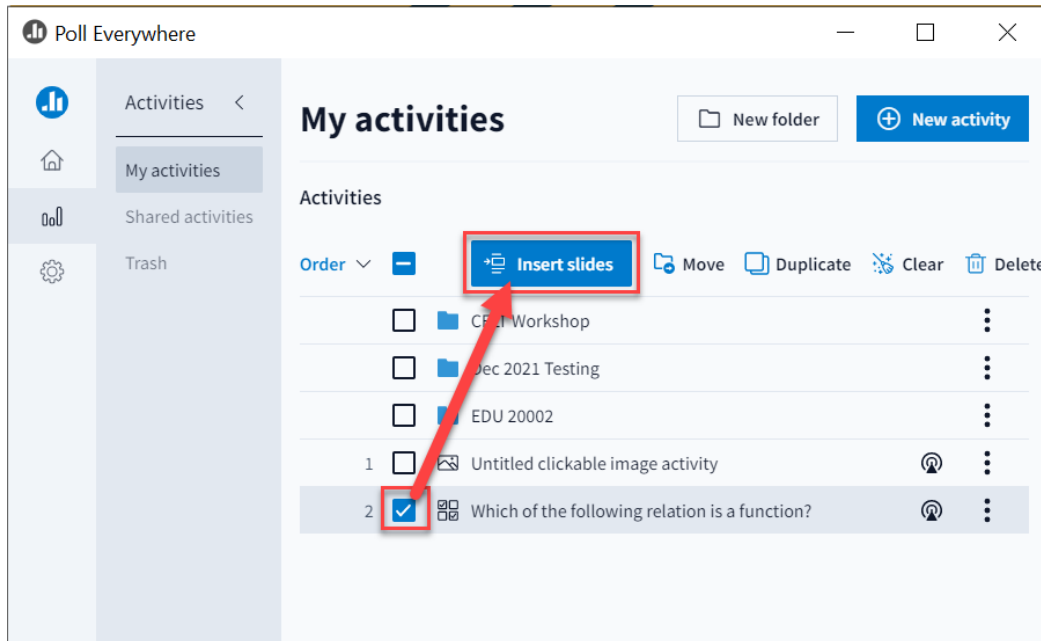 Poll Everywhere
Activities
My activities
Shared activities
Trash
My activities
New folder
New activity
Activities
Order
Insert slides
Move
Duplicate
Clear
Delete
Workshop
Dec 2021 Testing
EDU 20002
1 Untitled clickable image activity
2 Which of the following relation is a function?